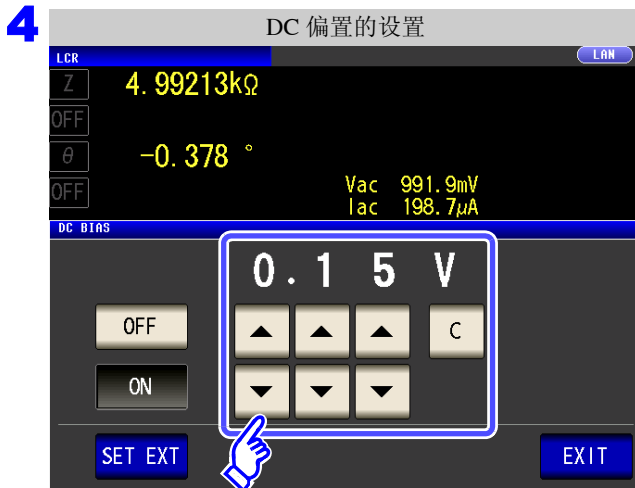 4
DC 偏置的设置
LCR LAN
Z 4.99213kΩ
OFF
θ -0.378 °
OFF
Vac 991.9mV
Iac 198.7μA
DC BIAS
0.15 V
OFF ▲ ▲ ▲ C
ON ▼ ▼ ▼
SET EXT EXIT